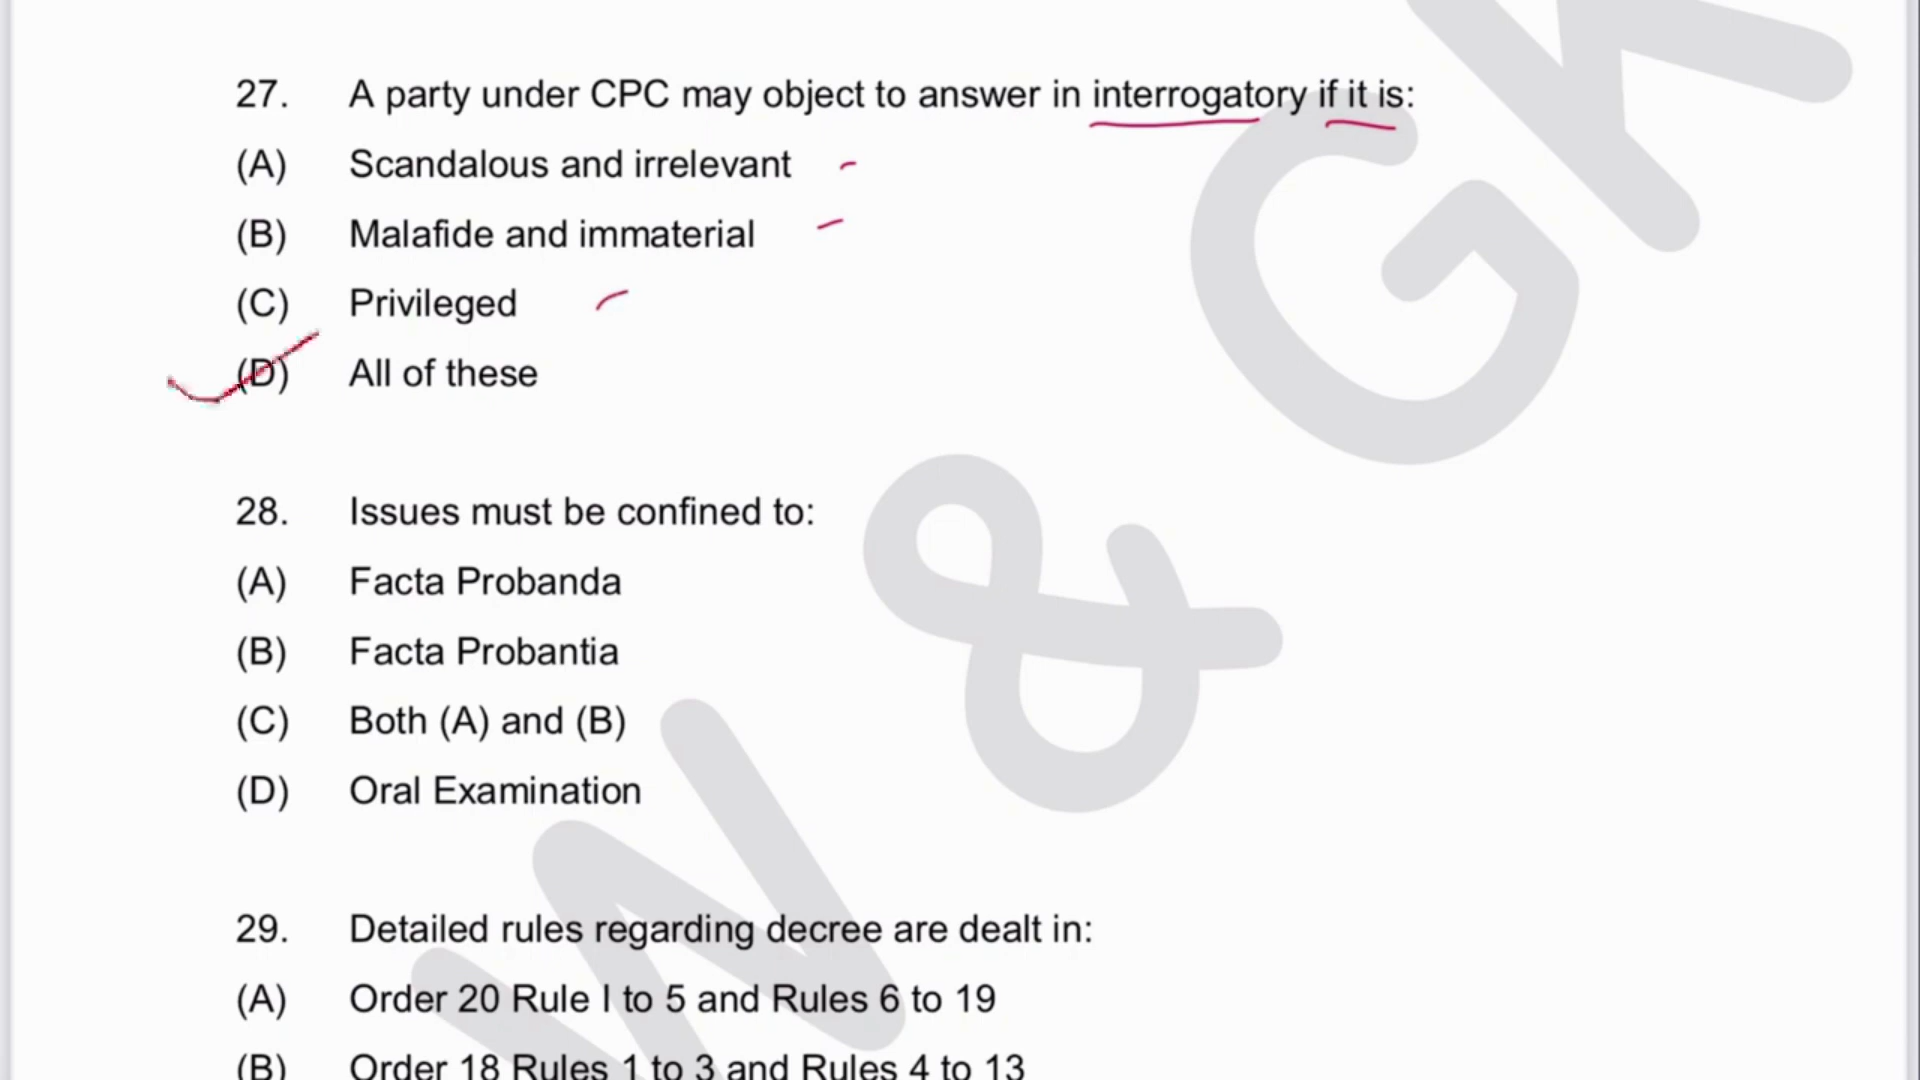 27. A party under CPC may object to answer in interrogatory if it is:
(A) Scandalous and irrelevant
(B) Malafide and immaterial
(C) Privileged
(D) All of these
28. Issues must be confined to:
(A) Facta Probanda
(B) Facta Probantia
(C) Both (A) and (B)
(D) Oral Examination
29. Detailed rules regarding decree are dealt in:
(A) Order 20 Rule I to 5 and Rules 6 to 19
(B) Order 18 Rules 1 to 3 and Rules 4 to 13
W & GK